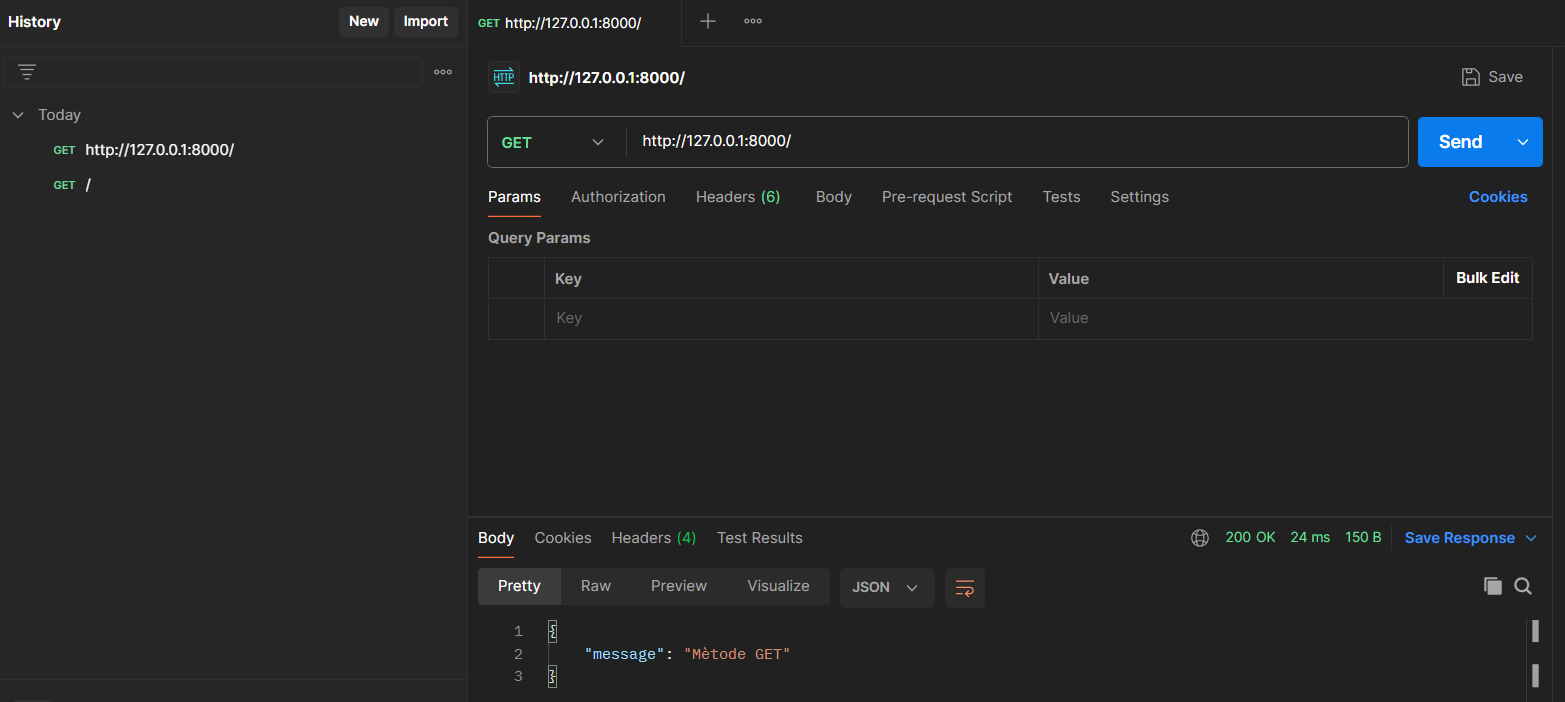 History New Import
GET http://127.0.0.1:8000/
HTTP http://127.0.0.1:8000/ Save
Today
GET http://127.0.0.1:8000/
GET /
GET http://127.0.0.1:8000/ Send
Params Authorization Headers (6) Body Pre-request Script Tests Settings Cookies
Query Params
Key Value Bulk Edit
Key Value
Body Cookies Headers (4) Test Results 200 OK 24 ms 150 B Save Response
Pretty Raw Preview Visualize JSON
1 {
2 "message": "Mètode GET"
3 }